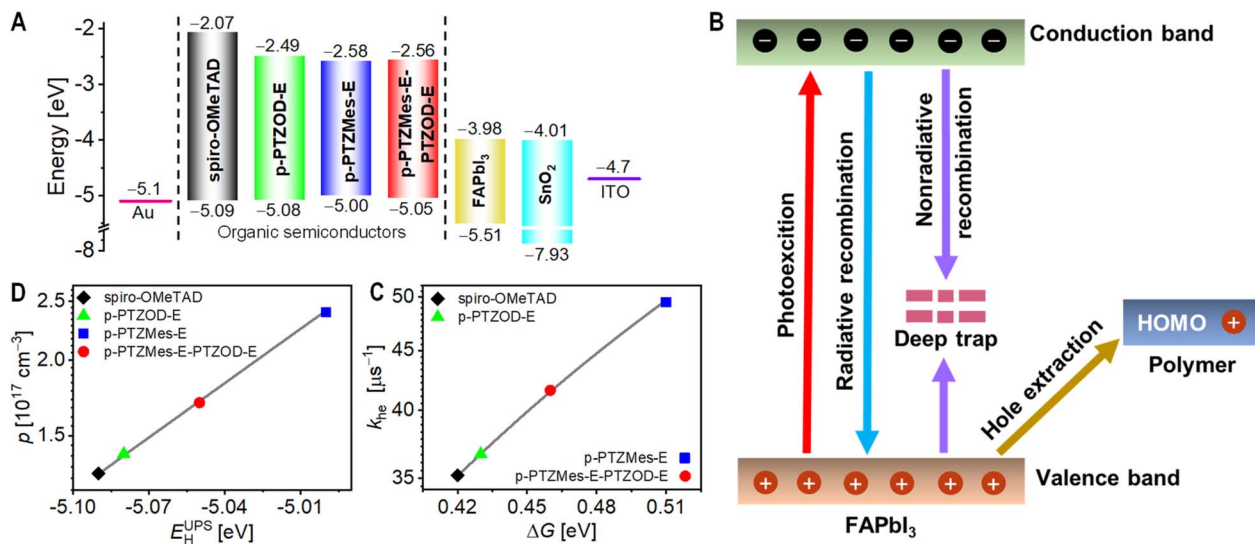 A
Energy [eV]
-2
-3
-4
-5
-8
−5.1
Au
−2.07
spiro-OMeTAD
−5.09
−2.49
p-PTZOD-E
−5.08
−2.58
p-PTZMes-E
−5.00
−2.56
p-PTZMes-E-
PTZOD-E
−5.05
Organic semiconductors
−3.98
FAPbI₃
−5.51
−4.01
SnO₂
−7.93
−4.7
ITO
B
Conduction band
Photoexcition
Radiative recombination
Nonradiative
recombination
Deep trap
Hole extraction
HOMO
Polymer
Valence band
FAPbI₃
D
p [10¹⁷ cm⁻³]
2.5
2.0
1.5
spiro-OMeTAD
p-PTZOD-E
p-PTZMes-E
p-PTZMes-E-PTZOD-E
-5.10
-5.07
-5.04
-5.01
E_H^UPS [eV]
C
k_he [μs⁻¹]
50
45
40
35
spiro-OMeTAD
p-PTZOD-E
p-PTZMes-E
p-PTZMes-E-PTZOD-E
0.42
0.45
0.48
0.51
ΔG [eV]